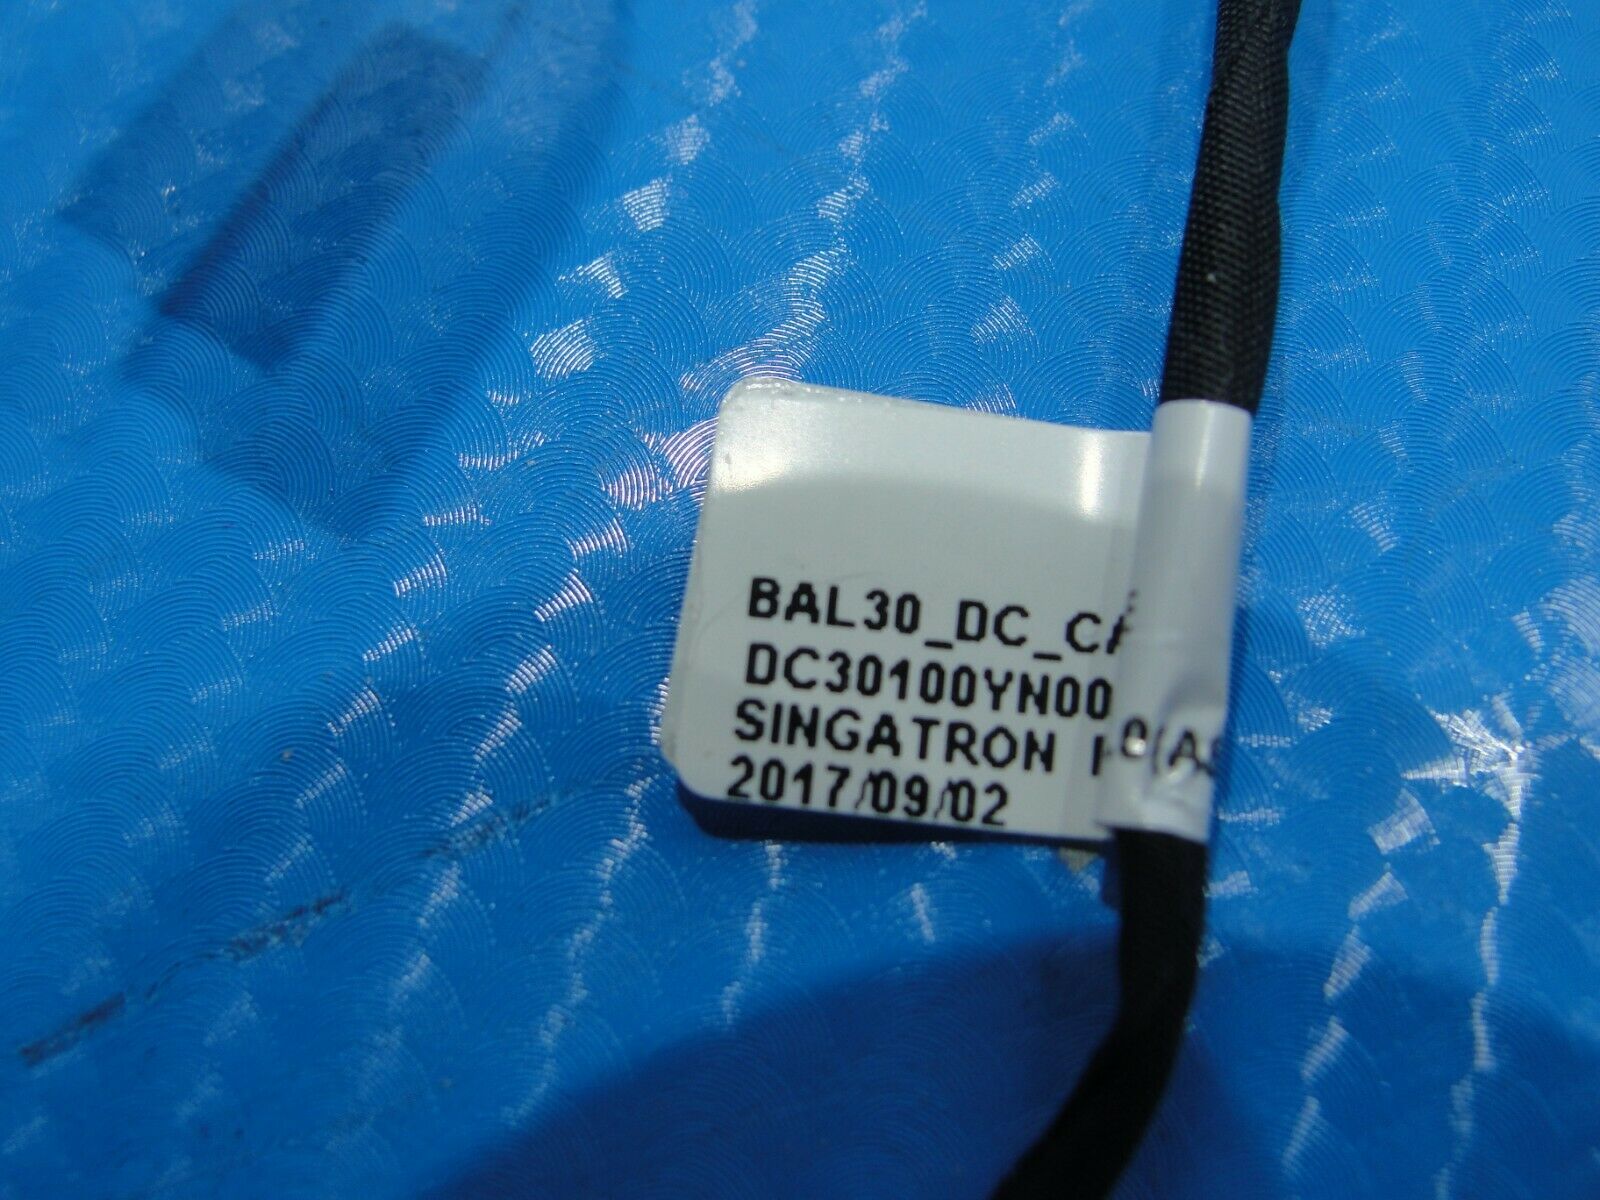 BAL30_DC_CA
DC30100YN00
SINGATRON
2017/09/02